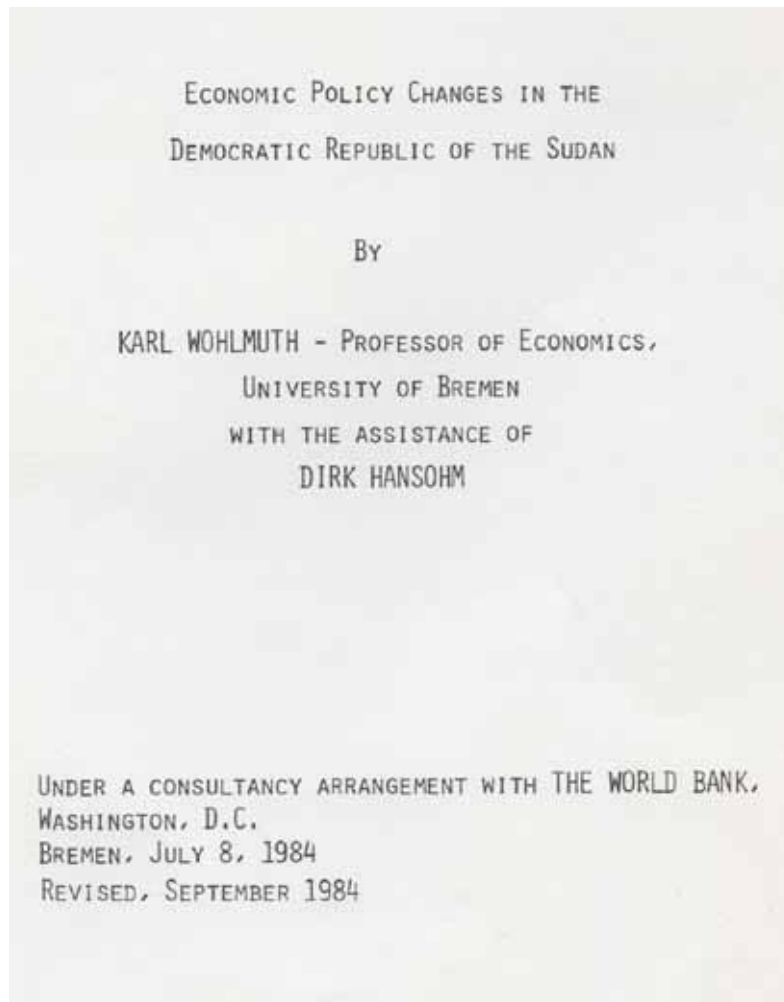 ECONOMIC POLICY CHANGES IN THE
DEMOCRATIC REPUBLIC OF THE SUDAN
BY
KARL WOHLMUTH - PROFESSOR OF ECONOMICS,
UNIVERSITY OF BREMEN
WITH THE ASSISTANCE OF
DIRK HANSOHM
UNDER A CONSULTANCY ARRANGEMENT WITH THE WORLD BANK,
WASHINGTON, D.C.
BREMEN, JULY 8, 1984
REVISED, SEPTEMBER 1984